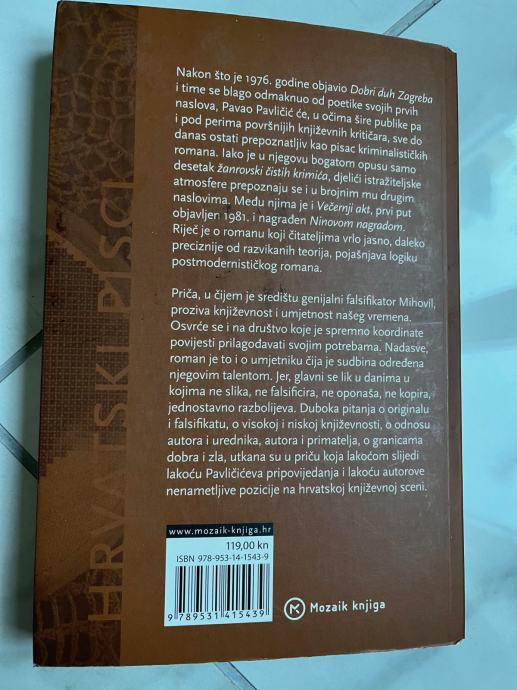 Nakon što je 1976. godine objavio Dobri duh Zagreba
i time se blago odmaknuo od poetike svojih prvih
naslova, Pavao Pavličić će, u očima šire publike pa
i pod perima površnijih književnih kritičara, sve do
danas ostati prepoznatljiv kao pisac kriminalističkih
romana. Iako je u njegovu bogatom opusu samo
desetak žanrovski čistih krimića, djelići istražiteljske
atmosfere prepoznaju se i u brojnim mu drugim
naslovima. Među njima je i Večernji akt, prvi put
objavljen 1981. i nagrađen Ninovom nagradom.
Riječ je o romanu koji čitateljima vrlo jasno, daleko
preciznije od razvikanih teorija, pojašnjava logiku
postmodernističkog romana.
Priča, u čijem je središtu genijalni falsifikator Mihovil,
proziva književnost i umjetnost našeg vremena.
Osvrće se i na društvo koje je spremno koordinate
povijesti prilagođavati svojim potrebama. Nadasve,
roman je to i o umjetniku čija je sudbina određena
njegovim talentom. Jer, glavni se lik u danima u
kojima ne slika, ne falsificira, ne oponaša, ne kopira,
jednostavno razbolijeva. Duboka pitanja o originalu
i falsifikatu, o visokoj i niskoj književnosti, o odnosu
autora i urednika, autora i primatelja, o granicama
dobra i zla, utkana su u priču koja lakoćom slijedi
lakoću Pavličićeva pripovijedanja i lakoću autorove
nenametljive pozicije na hrvatskoj književnoj sceni.
HRVATSKI PISCI
www.mozaik-knjiga.hr
119,00 kn
ISBN 978-953-14-1543-9
9 789531 415439
Mozaik knjiga